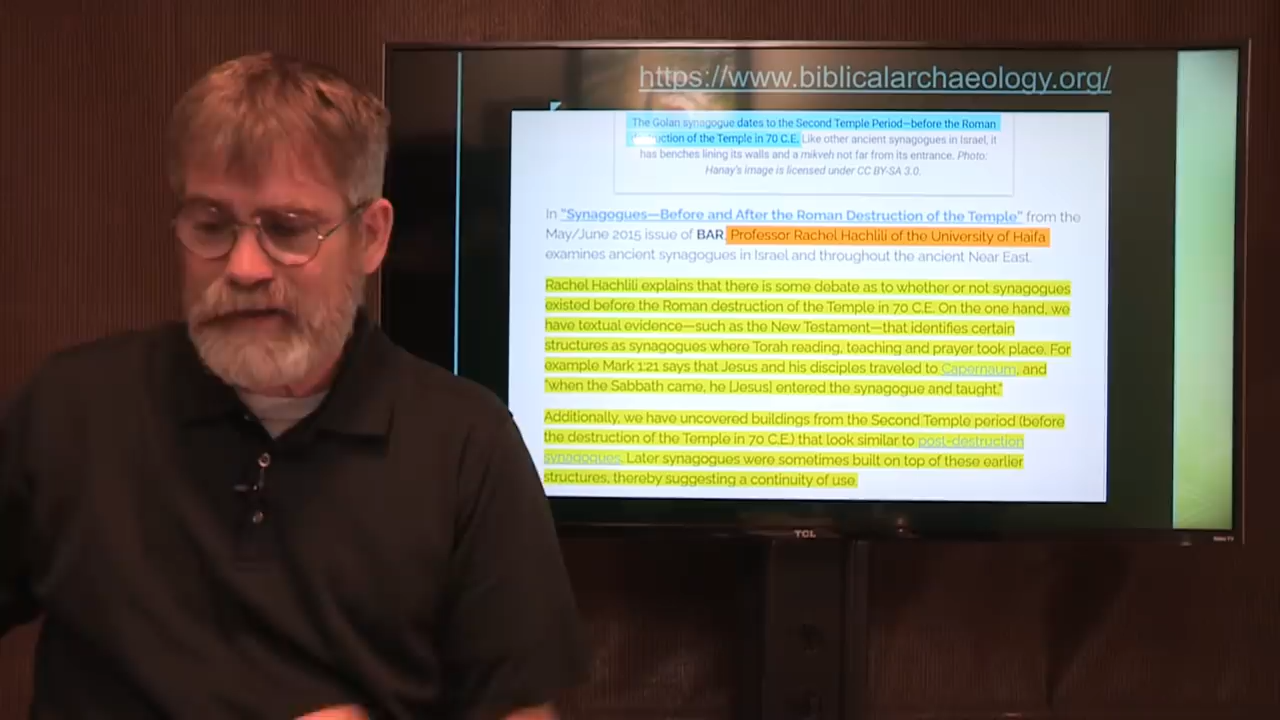 https://www.biblicalarchaeology.org/
The Golan synagogue dates to the Second Temple Period—before the Roman
destruction of the Temple in 70 C.E. Like other ancient synagogues in Israel, it
has benches lining its walls and a mikveh not far from its entrance. Photo:
Hanay's image is licensed under CC BY-SA 3.0.
In "Synagogues—Before and After the Roman Destruction of the Temple" from the
May/June 2015 issue of BAR, Professor Rachel Hachlili of the University of Haifa
examines ancient synagogues in Israel and throughout the ancient Near East.
Rachel Hachlili explains that there is some debate as to whether or not synagogues
existed before the Roman destruction of the Temple in 70 C.E. On the one hand, we
have textual evidence—such as the New Testament—that identifies certain
structures as synagogues where Torah reading, teaching and prayer took place. For
example Mark 1:21 says that Jesus and his disciples traveled to Capernaum, and
"when the Sabbath came, he [Jesus] entered the synagogue and taught."
Additionally, we have uncovered buildings from the Second Temple period (before
the destruction of the Temple in 70 C.E.) that look similar to post-destruction
synagogues. Later synagogues were sometimes built on top of these earlier
structures, thereby suggesting a continuity of use.
TCL
Roku TV